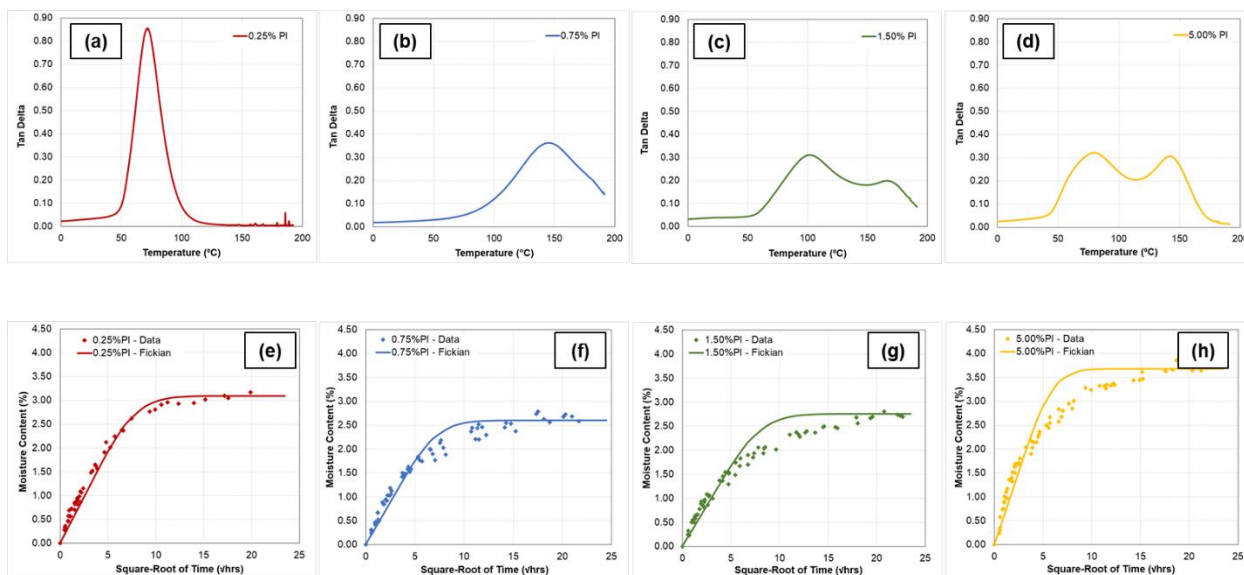 (a)
0.25% PI
0.90
0.80
0.70
0.60
0.50
0.40
0.30
0.20
0.10
0.00
Tan Delta
0 50 100 150 200
Temperature (°C)
(b)
0.75% PI
0.90
0.80
0.70
0.60
0.50
0.40
0.30
0.20
0.10
0.00
Tan Delta
0 50 100 150 200
Temperature (°C)
(c)
1.50% PI
0.90
0.80
0.70
0.60
0.50
0.40
0.30
0.20
0.10
0.00
Tan Delta
0 50 100 150 200
Temperature (°C)
(d)
5.00% PI
0.90
0.80
0.70
0.60
0.50
0.40
0.30
0.20
0.10
0.00
Tan Delta
0 50 100 150 200
Temperature (ºC)
(e)
0.25%PI - Data
0.25%PI - Fickian
4.50
4.00
3.50
3.00
2.50
2.00
1.50
1.00
0.50
0.00
Moisture Content (%)
0 5 10 15 20 25
Square-Root of Time (√hrs)
(f)
0.75%PI - Data
0.75%PI - Fickian
4.50
4.00
3.50
3.00
2.50
2.00
1.50
1.00
0.50
0.00
Moisture Content (%)
0 5 10 15 20 25
Square-Root of Time (√hrs)
(g)
1.50%PI - Data
1.50%PI - Fickian
4.50
4.00
3.50
3.00
2.50
2.00
1.50
1.00
0.50
0.00
Moisture Content (%)
0 5 10 15 20 25
Square-Root of Time (√hrs)
(h)
5.00%PI - Data
5.00%PI - Fickian
4.50
4.00
3.50
3.00
2.50
2.00
1.50
1.00
0.50
0.00
Moisture Content (%)
0 5 10 15 20 25
Square-Root of Time (√hrs)